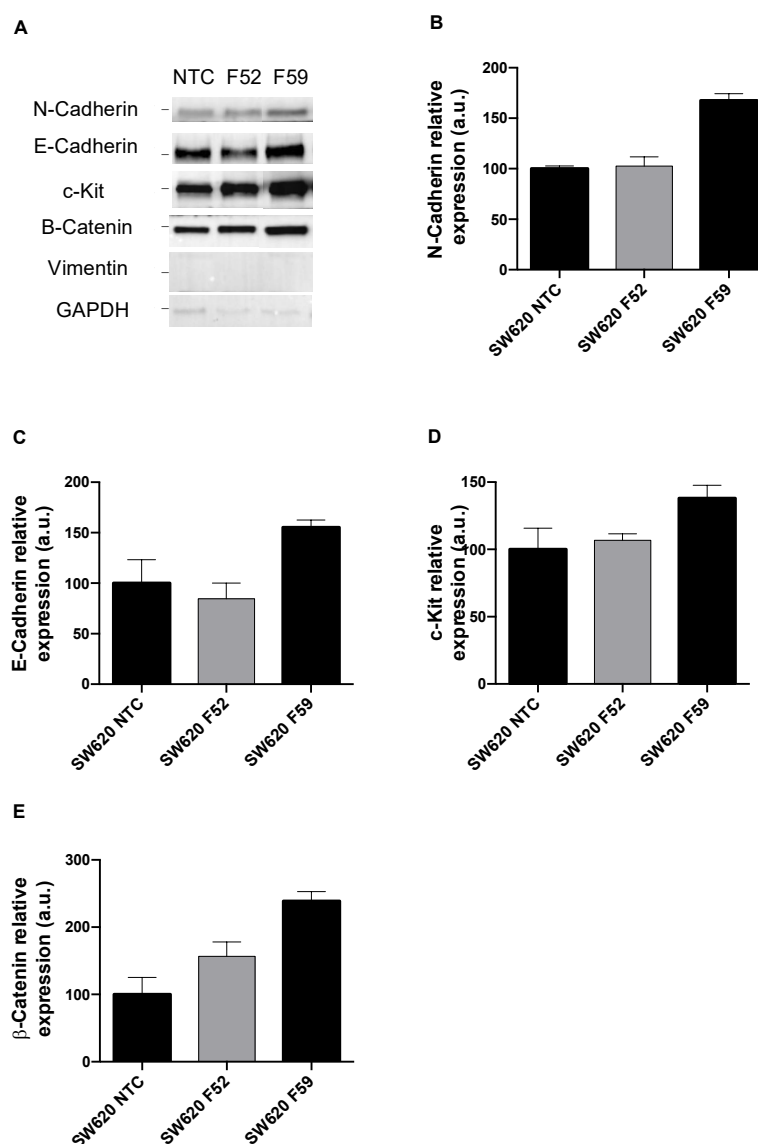 A
NTC F52 F59
N-Cadherin
E-Cadherin
c-Kit
B-Catenin
Vimentin
GAPDH
B
N-Cadherin relative
expression (a.u.)
200
150
100
50
0
SW620 NTC
SW620 F52
SW620 F59
C
E-Cadherin relative
expression (a.u.)
200
150
100
50
0
SW620 NTC
SW620 F52
SW620 F59
D
c-Kit relative
expression (a.u.)
150
100
50
0
SW620 NTC
SW620 F52
SW620 F59
E
β-Catenin relative
expression (a.u.)
300
200
100
0
SW620 NTC
SW620 F52
SW620 F59